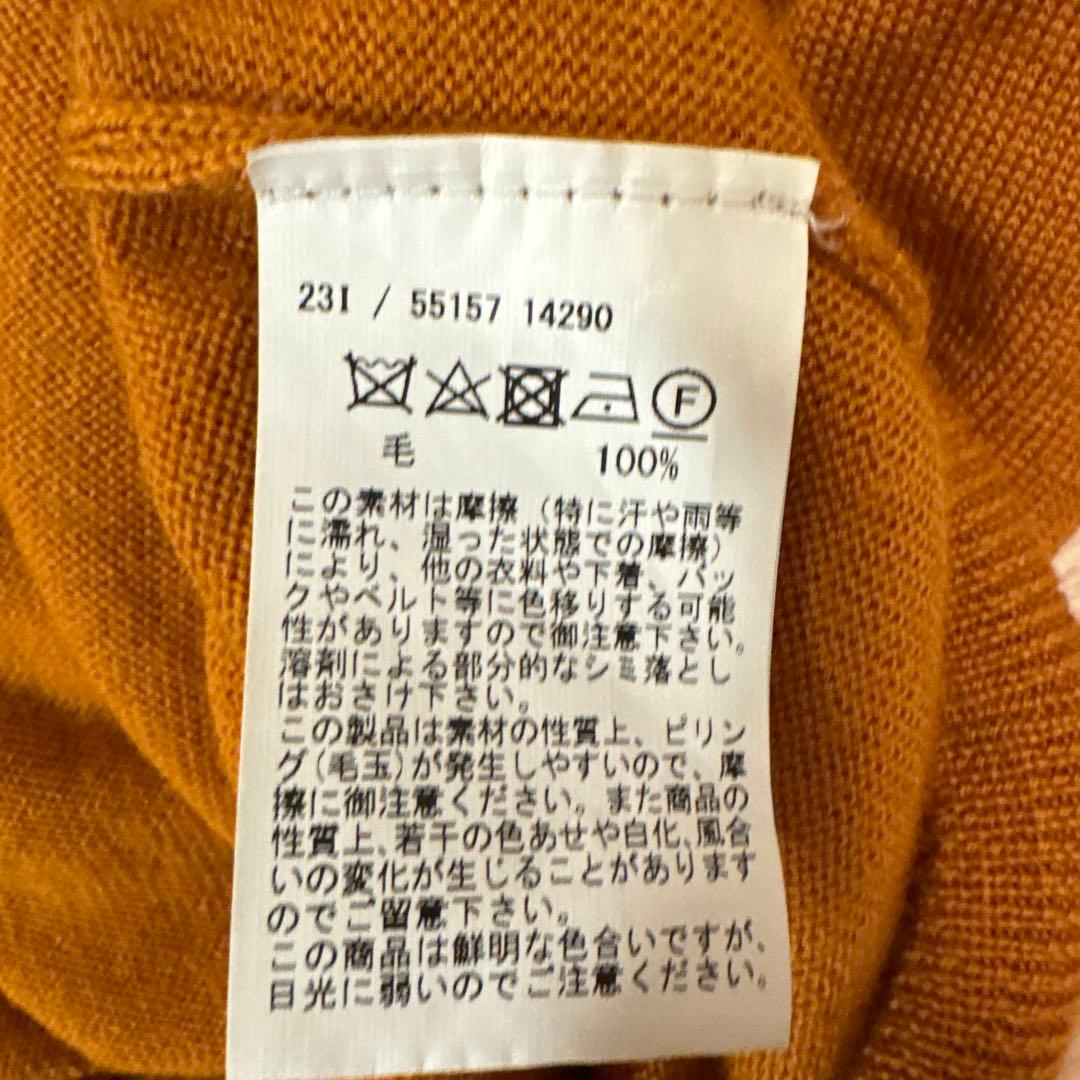 23I / 55157 14290
F
毛 100%
この素材は摩擦(特に汗や雨等
に濡れ、湿った状態での摩擦)
により、他の衣料や下着、バッ
クやベルト等に色移りする可能
性がありますので御注意下さい。
溶剤による部分的なシミ落とし
はおさけ下さい。
この製品は素材の性質上、ピリン
グ(毛玉)が発生しやすいので、摩
擦に御注意ください。また商品の
性質上、若干の色あせや白化、風合
いの変化が生じることがあります
のでご留意下さい。
この商品は鮮明な色合いですが、
日光に弱いのでご注意ください。